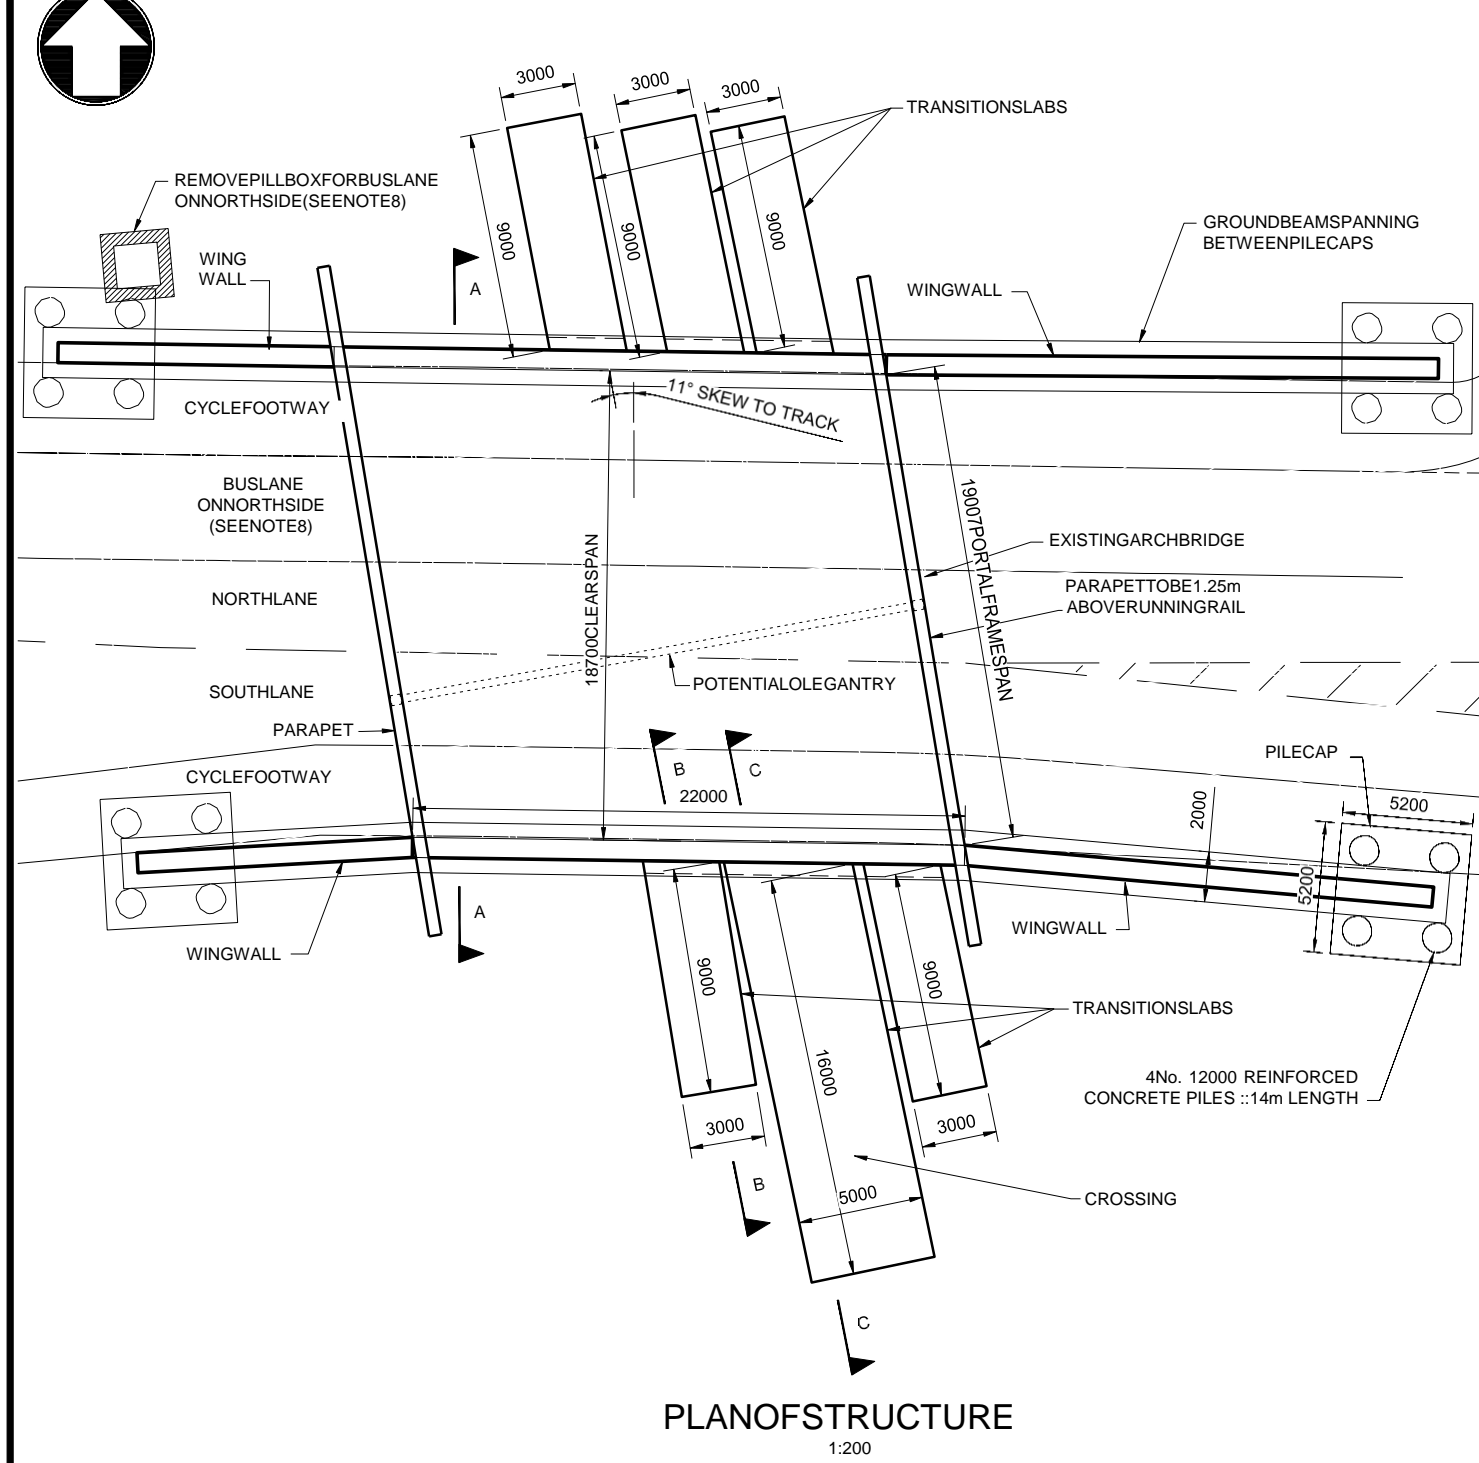 3000
3000
3000
TRANSITIONSLABS
REMOVEPILLBOXFORBUSLANE
ONNORTHSIDE(SEENOTE8)
9000
9000
9000
GROUNDBEAMSPANNING
BETWEENPILECAPS
WING
WALL
A
WINGWALL
11° SKEW TO TRACK
CYCLEFOOTWAY
BUSLANE
ONNORTHSIDE
(SEENOTE8)
18700CLEARSPAN
19007PORTALFRAMESPAN
EXISTINGARCHBRIDGE
NORTHLANE
PARAPETTOBE1.25m
ABOVERUNNINGRAIL
SOUTHLANE
POTENTIALOLEGANTRY
PARAPET
B
C
22000
CYCLEFOOTWAY
PILECAP
5200
2000
5200
A
WINGWALL
WINGWALL
9000
9000
16000
TRANSITIONSLABS
4No. 12000 REINFORCED
CONCRETE PILES ::14m LENGTH
3000
3000
B
5000
CROSSING
C
PLANOFSTRUCTURE
1:200